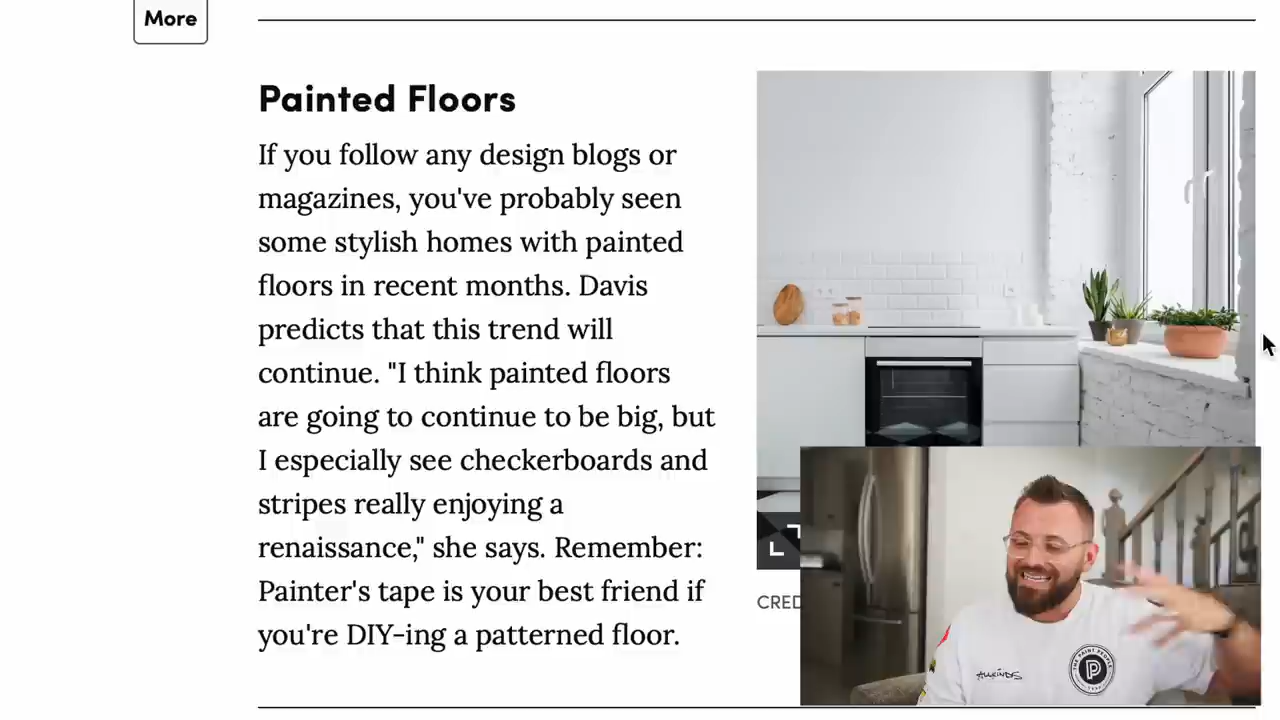 More
Painted Floors
If you follow any design blogs or
magazines, you've probably seen
some stylish homes with painted
floors in recent months. Davis
predicts that this trend will
continue. "I think painted floors
are going to continue to be big, but
I especially see checkerboards and
stripes really enjoying a
renaissance," she says. Remember:
Painter's tape is your best friend if
you're DIY-ing a patterned floor.
CRED
THE PAINT PEOPLE